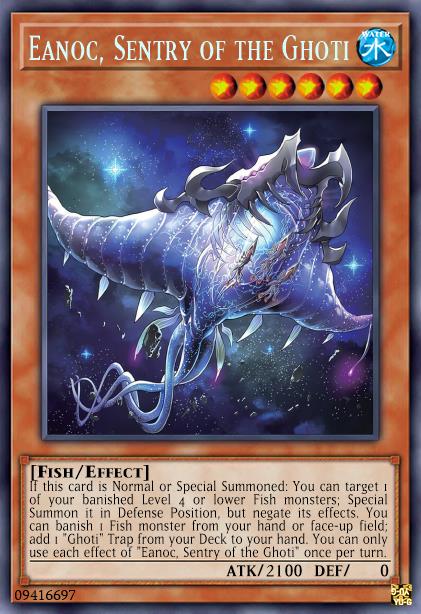 Eanoc, Sentry of the Ghoti
WATER
水
[Fish/Effect]
If this card is Normal or Special Summoned: You can target 1
of your banished Level 4 or lower Fish monsters; Special
Summon it in Defense Position, but negate its effects. You
can banish 1 Fish monster from your hand or face-up field;
add 1 "Ghoti" Trap from your Deck to your hand. You can only
use each effect of "Eanoc, Sentry of the Ghoti" once per turn.
ATK/2100 DEF/ 0
09416697